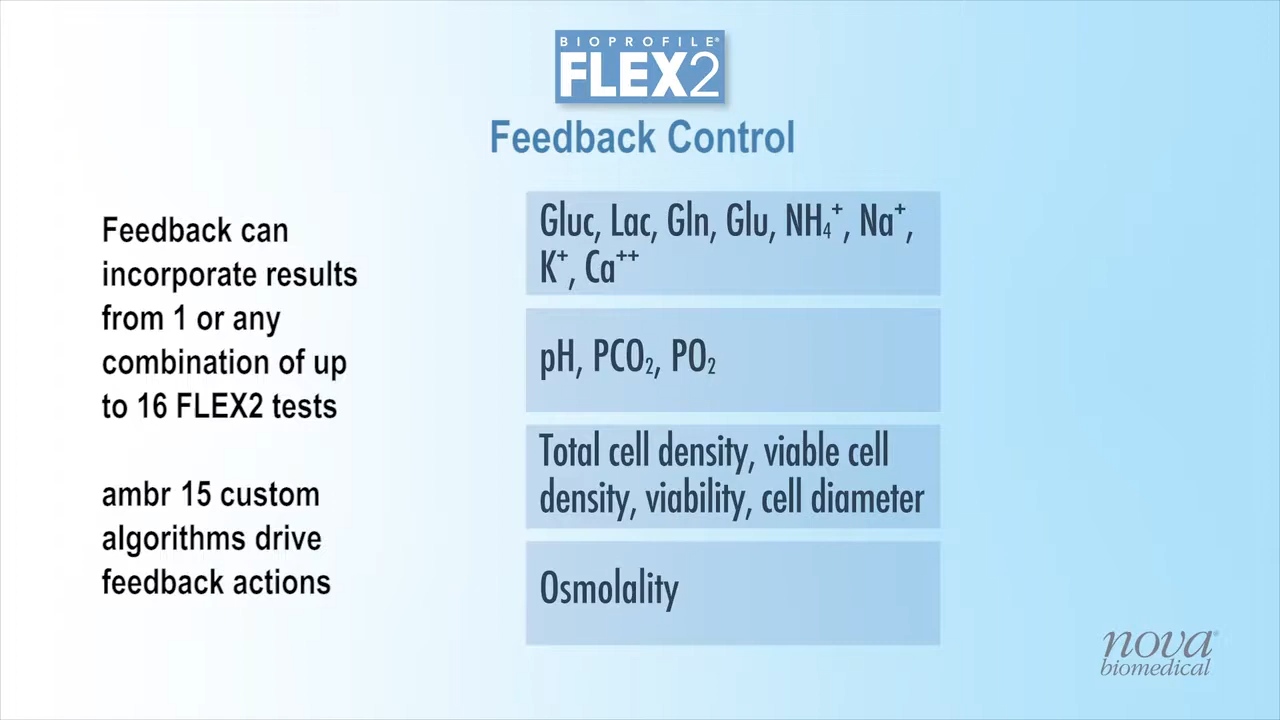 BIOPROFILE®
FLEX2
Feedback Control
Feedback can
incorporate results
from 1 or any
combination of up
to 16 FLEX2 tests
ambr 15 custom
algorithms drive
feedback actions
Gluc, Lac, Gln, Glu, NH₄⁺, Na⁺,
K⁺, Ca⁺⁺
pH, PCO₂, PO₂
Total cell density, viable cell
density, viability, cell diameter
Osmolality
nova®
biomedical